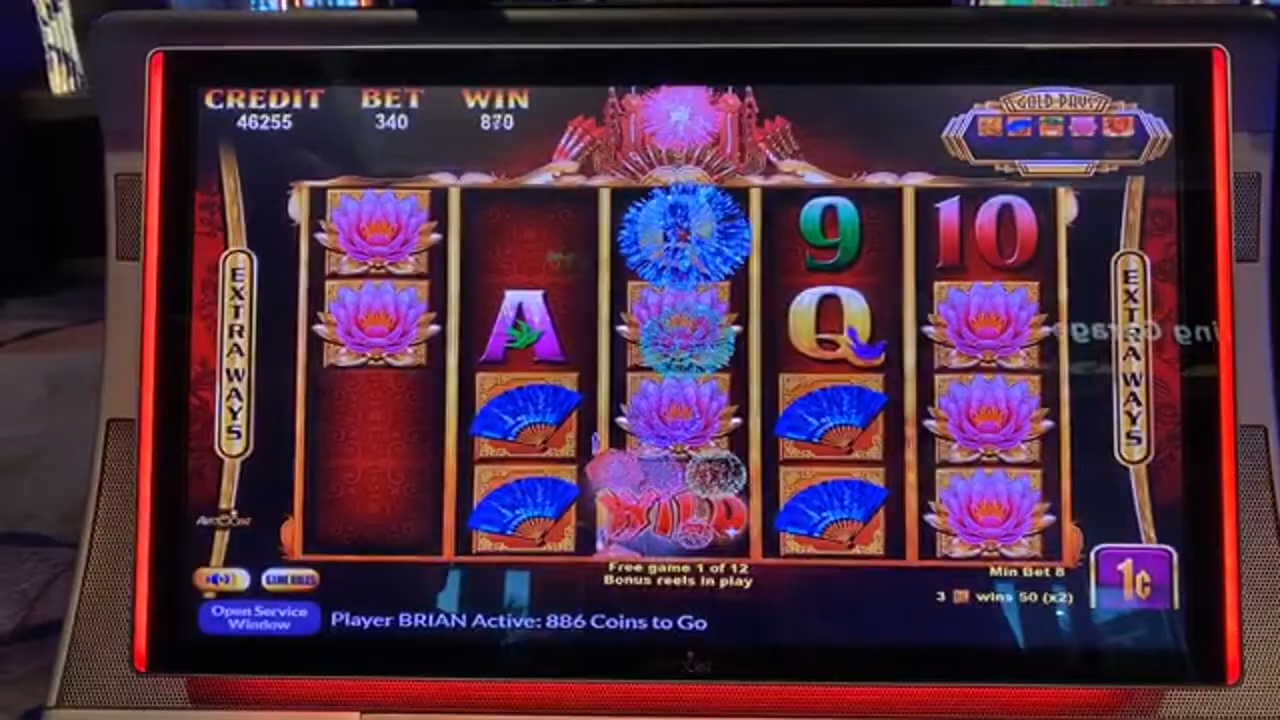 CREDIT BET WIN
46255 340 870
GOLD PAYS
9 10
A Q
EXTRA WAYS
EXTRA WAYS
WILD
Free game 1 of 12
Bonus reels in play
Min Bet 8
3 wins 50 (x2)
1¢
GAME RULES
Open Service
Window
Player BRIAN Active: 886 Coins to Go